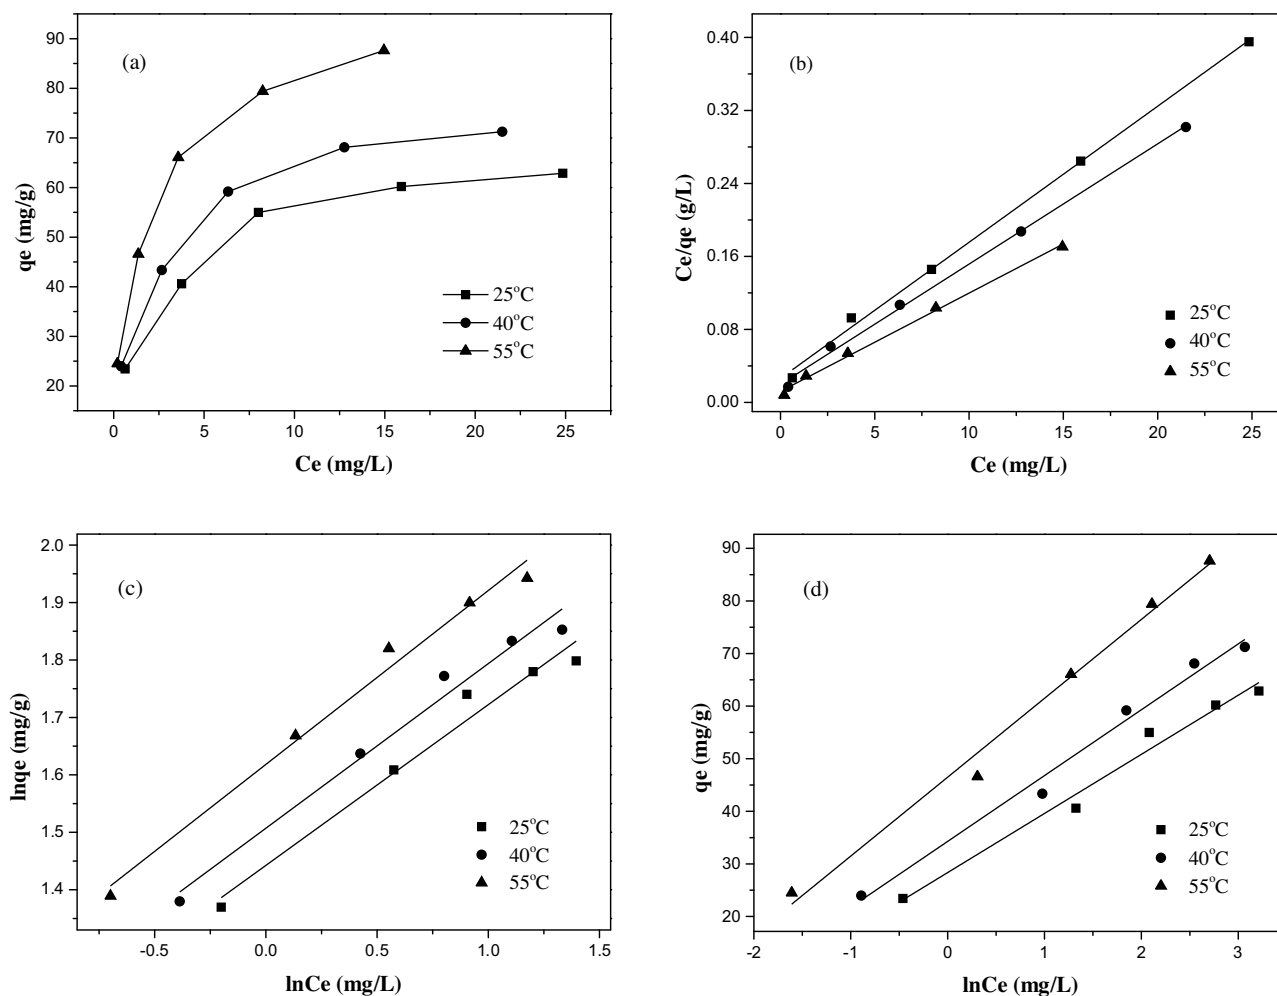 (a)
qe (mg/g)
90
80
70
60
50
40
30
20
0 5 10 15 20 25
Ce (mg/L)
25°C
40°C
55°C
(b)
Ce/qe (g/L)
0.40
0.32
0.24
0.16
0.08
0.00
0 5 10 15 20 25
Ce (mg/L)
25°C
40°C
55°C
(c)
lnqe (mg/g)
2.0
1.9
1.8
1.7
1.6
1.5
1.4
-0.5 0.0 0.5 1.0 1.5
lnCe (mg/L)
25°C
40°C
55°C
(d)
qe (mg/g)
90
80
70
60
50
40
30
20
-2 -1 0 1 2 3
lnCe (mg/L)
25°C
40°C
55°C